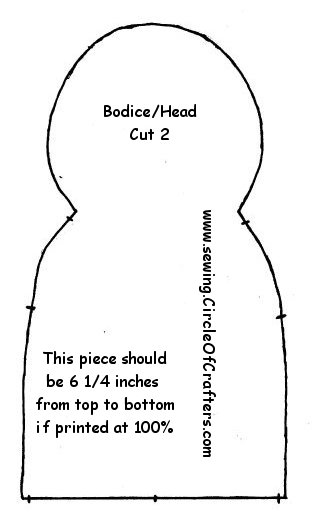 Bodice/Head
Cut 2
www.sewing.CircleOfCrafters.com
This piece should
be 6 1/4 inches
from top to bottom
if printed at 100%